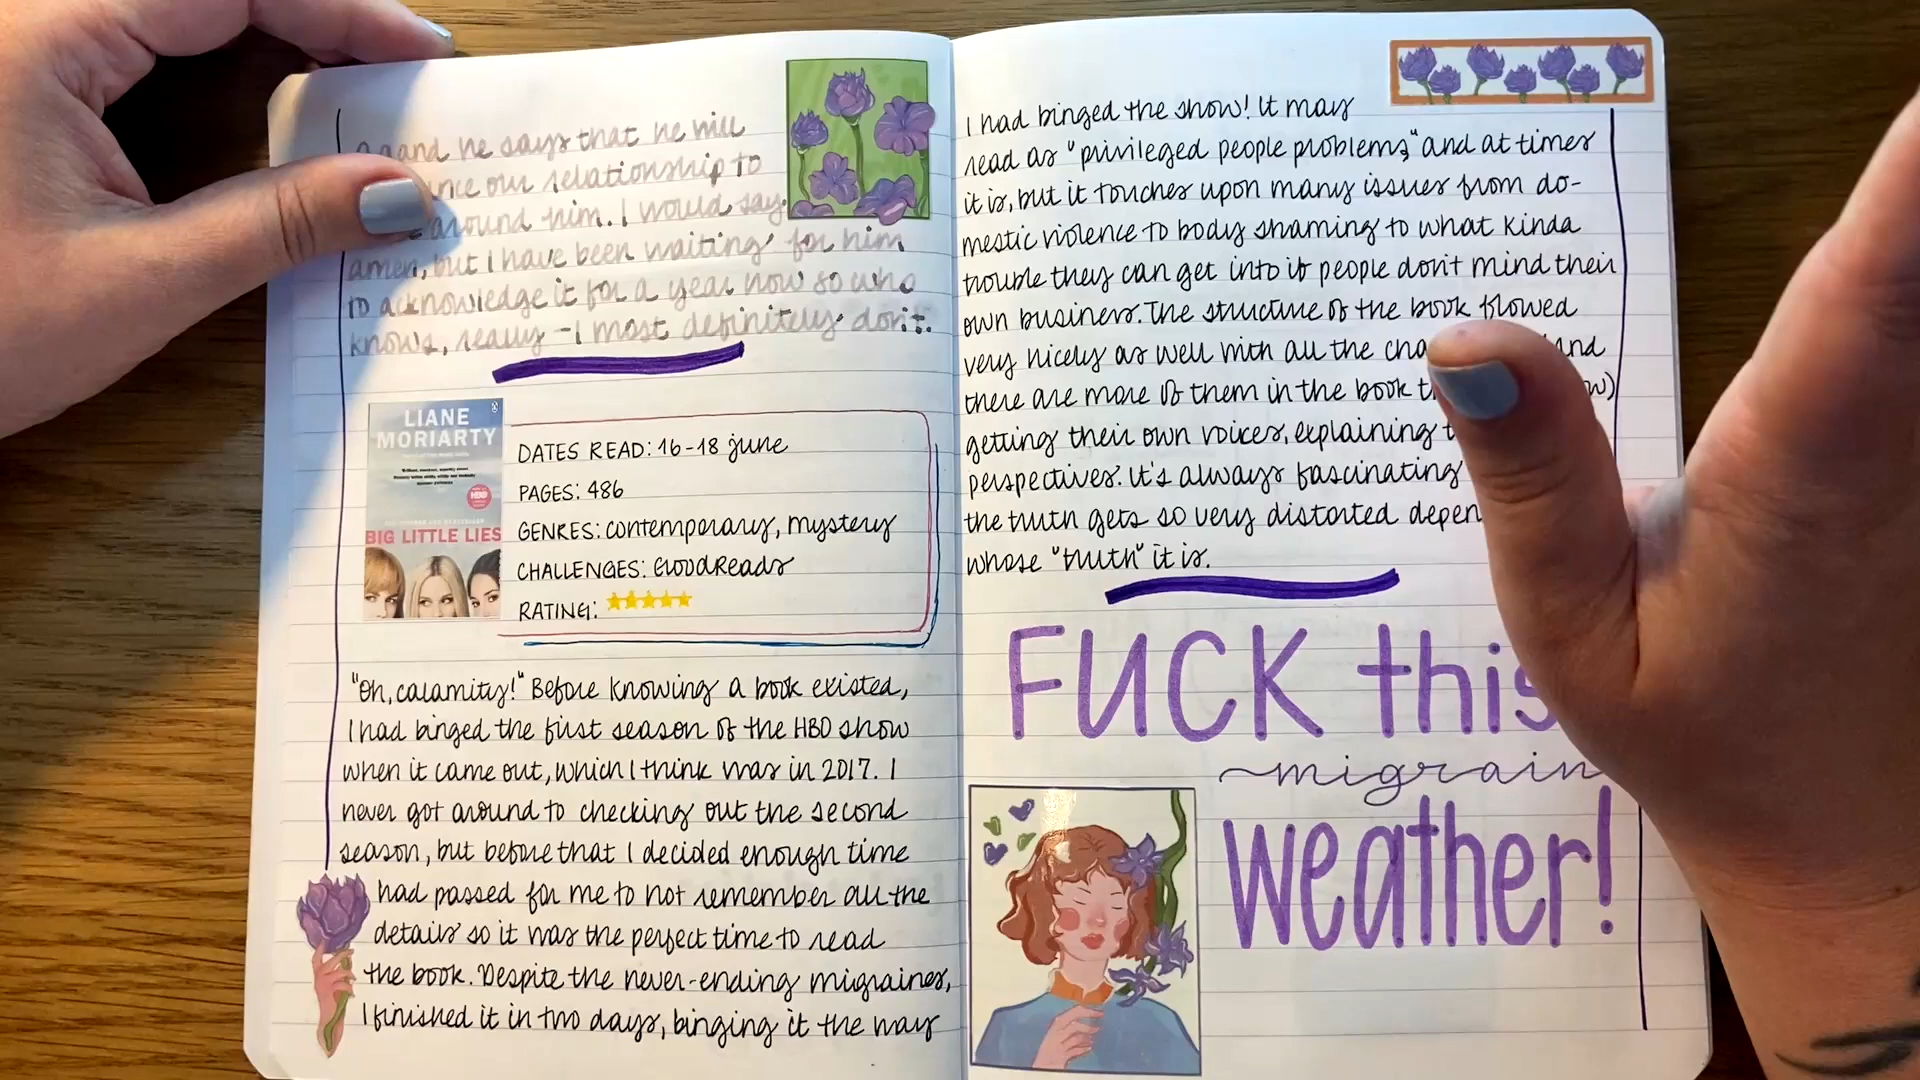 and he says that he will
our relationship to
around him. I would say
amen, but I have been waiting for him
to acknowledge it for a year now so who
knows, really - I most definitely don't.
LIANE
MORIARTY
HBO
BIG LITTLE LIES
DATES READ: 16-18 june
PAGES: 486
GENRES: contemporary, mystery
CHALLENGES: CloudReads
RATING:
"Oh, calamity!" Before knowing a book existed,
I had binged the first season of the HBO show
when it came out, which I think was in 2017. I
never got around to checking out the second
season, but before that I decided enough time
had passed for me to not remember all the
details so it was the perfect time to read
the book. Despite the never-ending migraines,
I finished it in two days, binging it the way
I had binged the show! It may
read as "privileged people problems," and at times
it is, but it touches upon many issues from do-
mestic violence to body shaming to what kinda
trouble they can get into if people don't mind their
own business. The structure of the book flowed
very nicely as well with all the
there are more of them in the book
getting their own voices, explaining
perspectives. It's always fascinating
the truth gets so very distorted
whose "truth" it is.
FUCK this
weather!